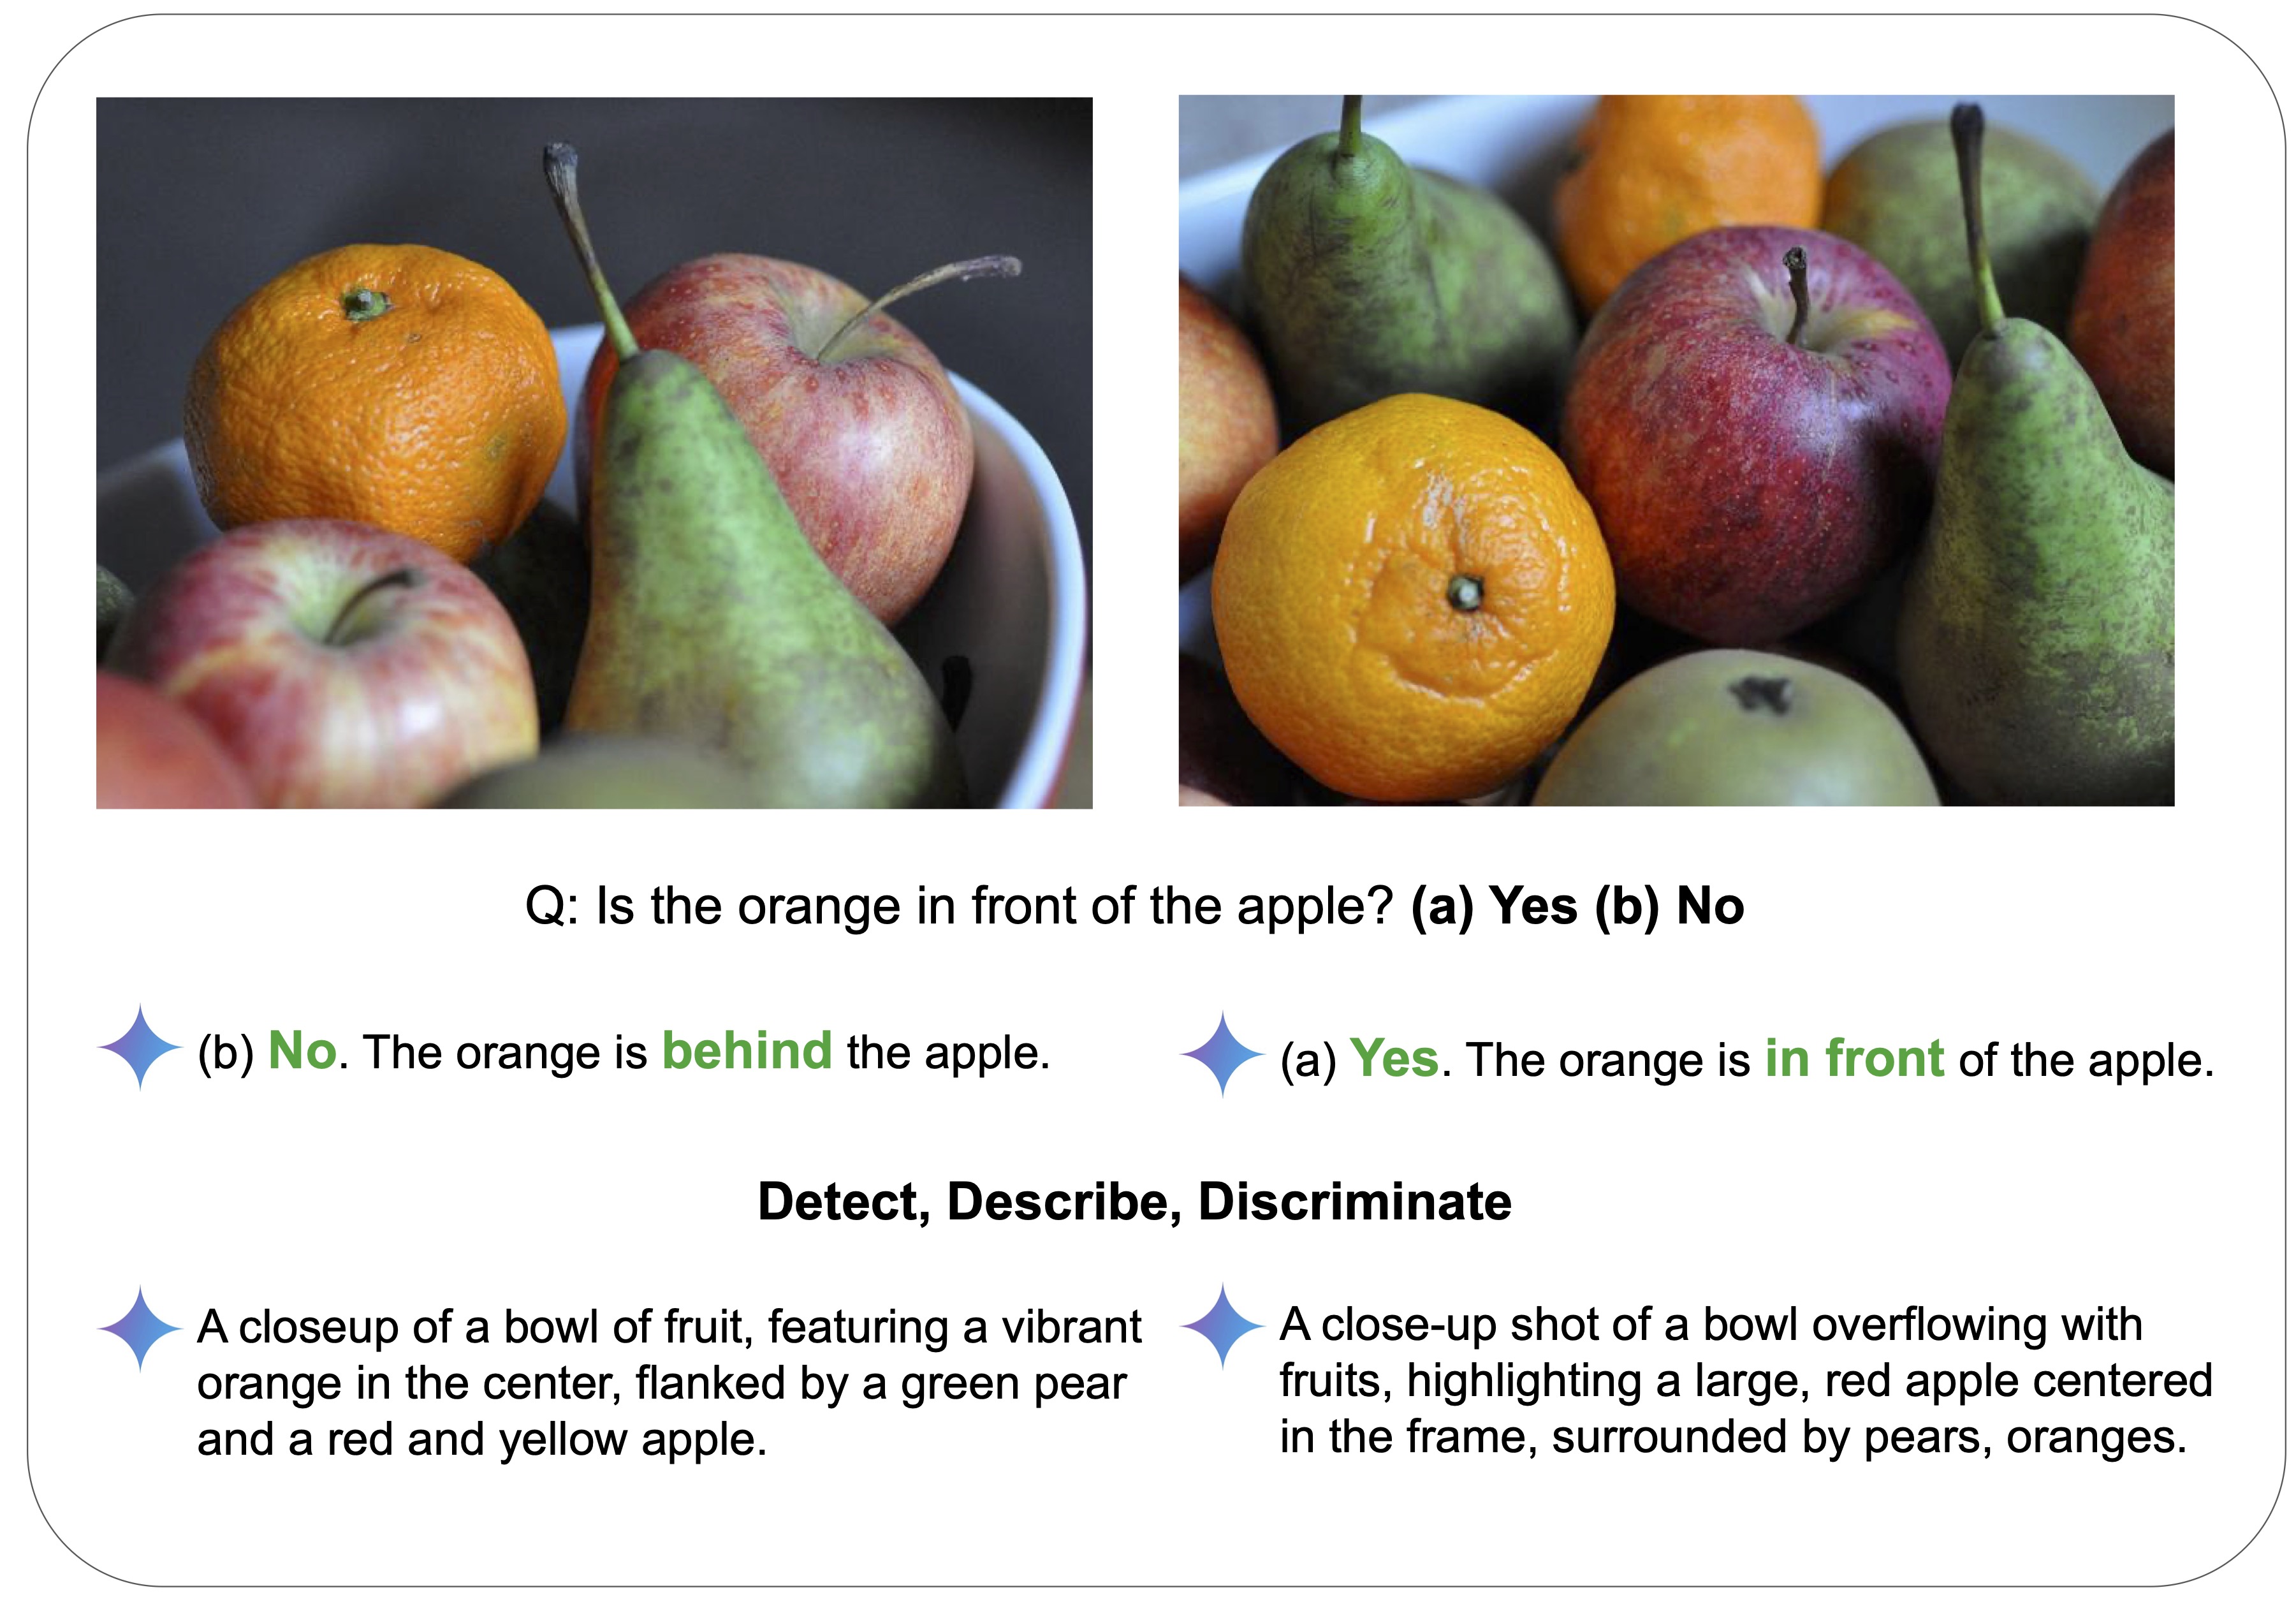 Q: Is the orange in front of the apple? (a) Yes (b) No
(b) No. The orange is behind the apple.
(a) Yes. The orange is in front of the apple.
Detect, Describe, Discriminate
A closeup of a bowl of fruit, featuring a vibrant
orange in the center, flanked by a green pear
and a red and yellow apple.
A close-up shot of a bowl overflowing with
fruits, highlighting a large, red apple centered
in the frame, surrounded by pears, oranges.